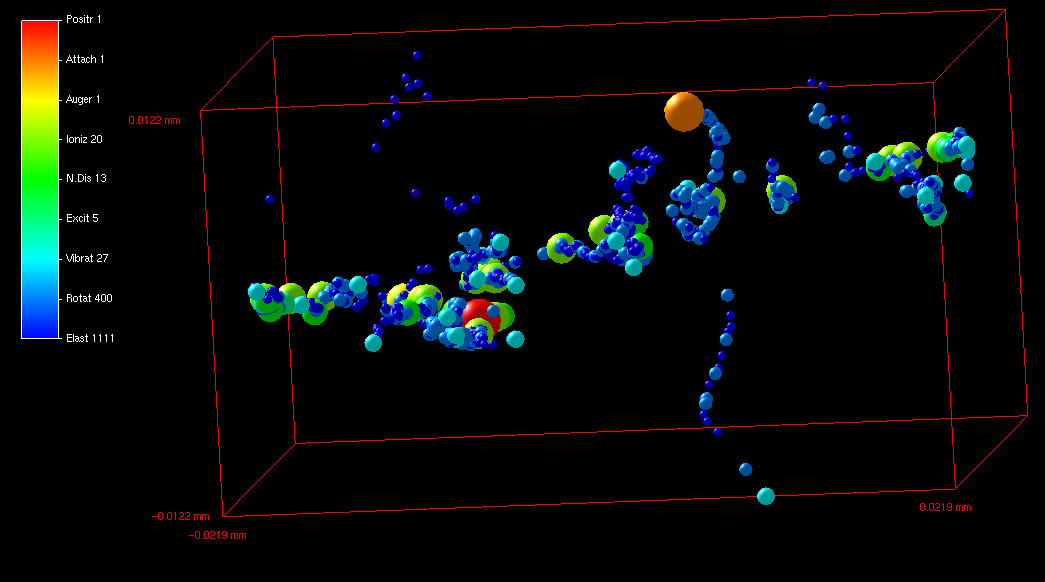 Positr 1
Attach 1
Auger 1
Ioniz 20
N.Dis 13
Excit 5
Vibrat 27
Rotat 400
Elast 1111
0.0122 mm
−0.0122 mm
−0.0219 mm
0.0219 mm